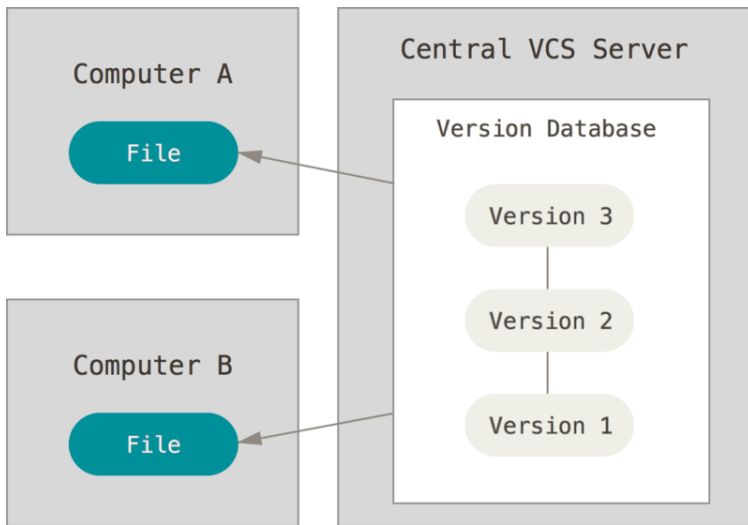 Computer A
File
Computer B
File
Central VCS Server
Version Database
Version 3
Version 2
Version 1